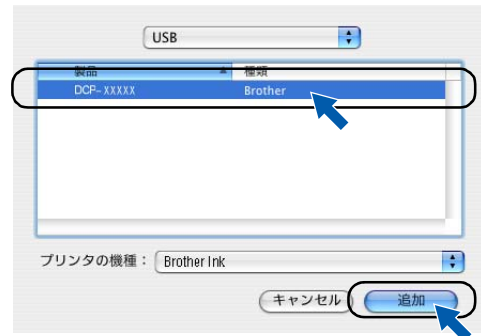 USB
製品 種類
DCP-XXXXX Brother
プリンタの機種： Brother Ink
キャンセル 追加